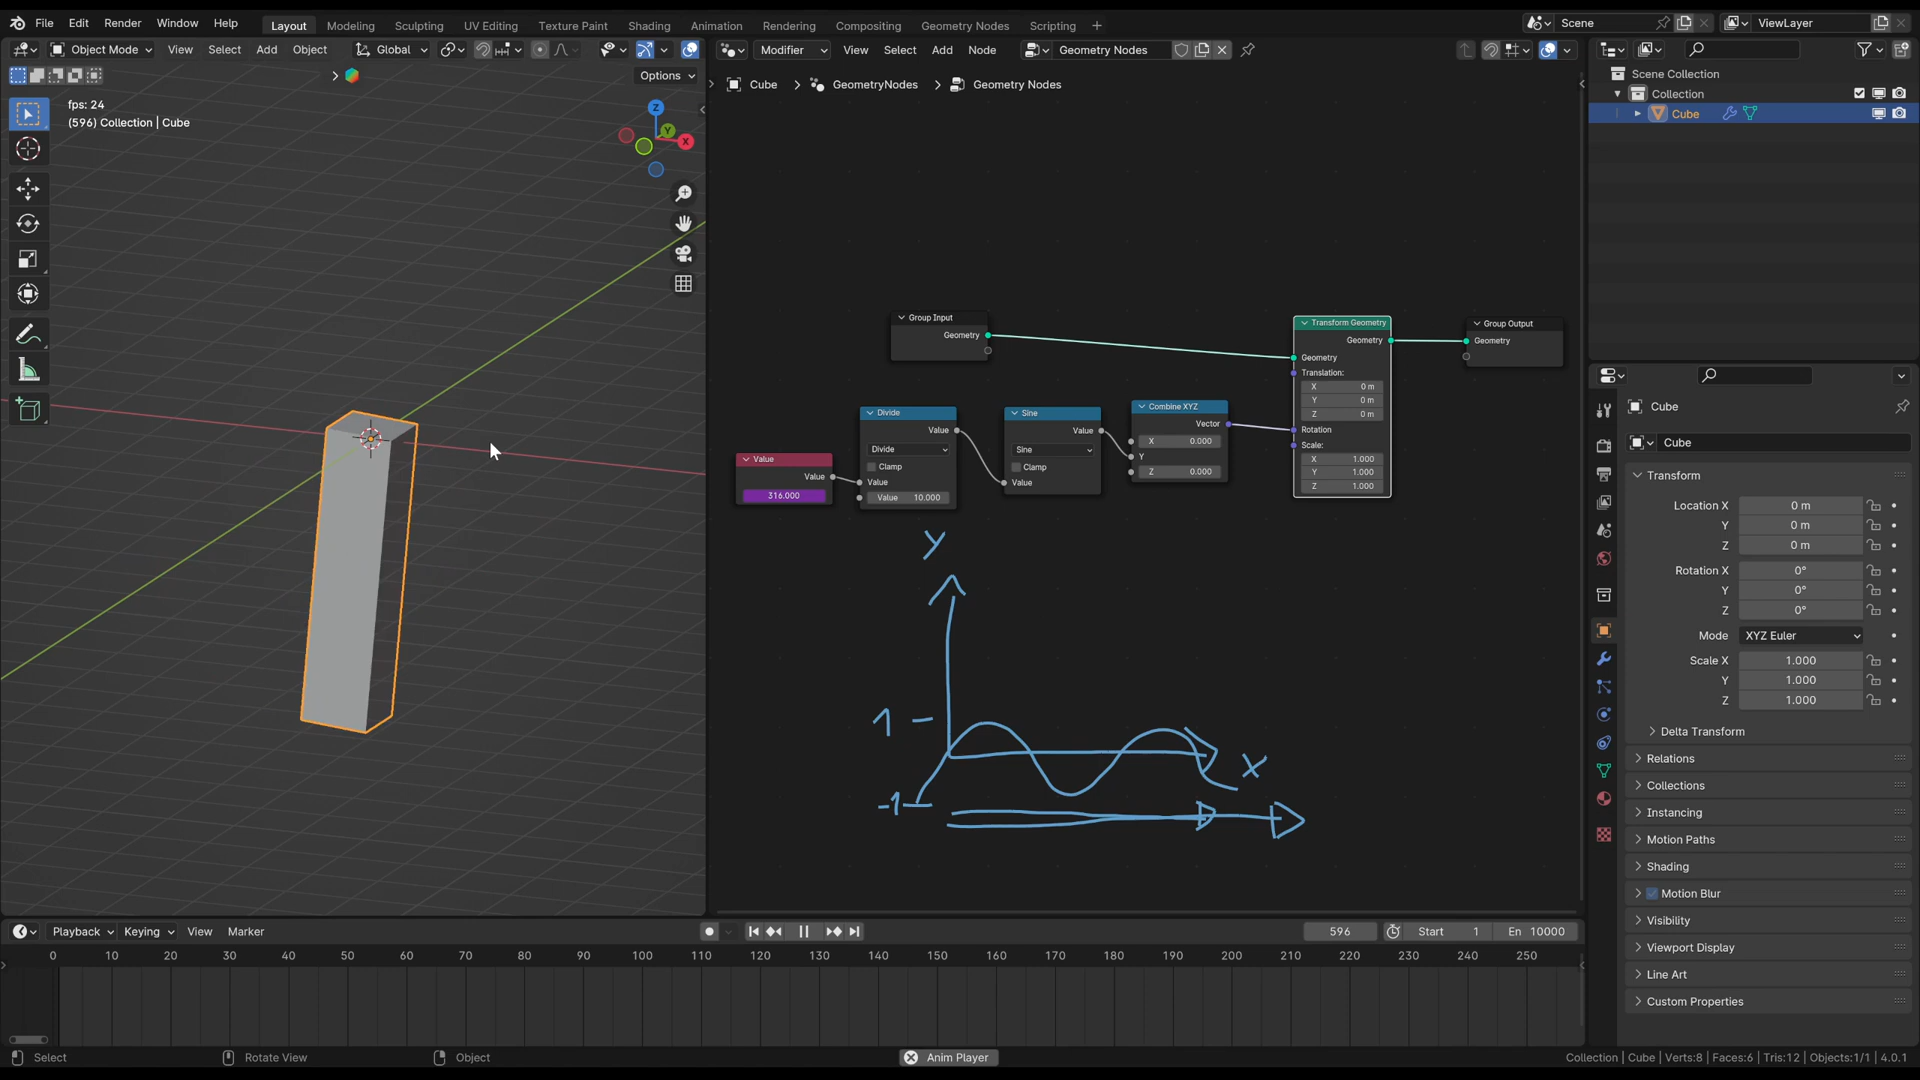 File Edit Render Window Help Layout Modeling Sculpting UV Editing Texture Paint Shading Animation Rendering Compositing Geometry Nodes Scripting Scene ViewLayer
Object Mode View Select Add Object Global Modifier View Select Add Node Geometry Nodes
Options
Cube GeometryNodes Geometry Nodes
fps: 24
(596) Collection | Cube
Z
Y
X
Scene Collection
Collection
Cube
Group Input
Geometry
Transform Geometry
Geometry
Geometry
Translation:
X 0 m
Y 0 m
Z 0 m
Rotation
Scale:
X 1.000
Y 1.000
Z 1.000
Group Output
Geometry
Value
Value
316.000
Divide
Value
Divide
Clamp
Value
Value 10.000
Sine
Value
Sine
Clamp
Value
Combine XYZ
Vector
X 0.000
Y
Z 0.000
y
1
-1
x
Cube
Cube
Transform
Location X 0 m
Y 0 m
Z 0 m
Rotation X 0°
Y 0°
Z 0°
Mode XYZ Euler
Scale X 1.000
Y 1.000
Z 1.000
Delta Transform
Relations
Collections
Instancing
Motion Paths
Shading
Motion Blur
Visibility
Viewport Display
Line Art
Custom Properties
Playback Keying View Marker 596 Start 1 En 10000
0 10 20 30 40 50 60 70 80 90 100 110 120 130 140 150 160 170 180 190 200 210 220 230 240 250
Select Rotate View Object Anim Player Collection | Cube | Verts:8 | Faces:6 | Tris:12 | Objects:1/1 | 4.0.1